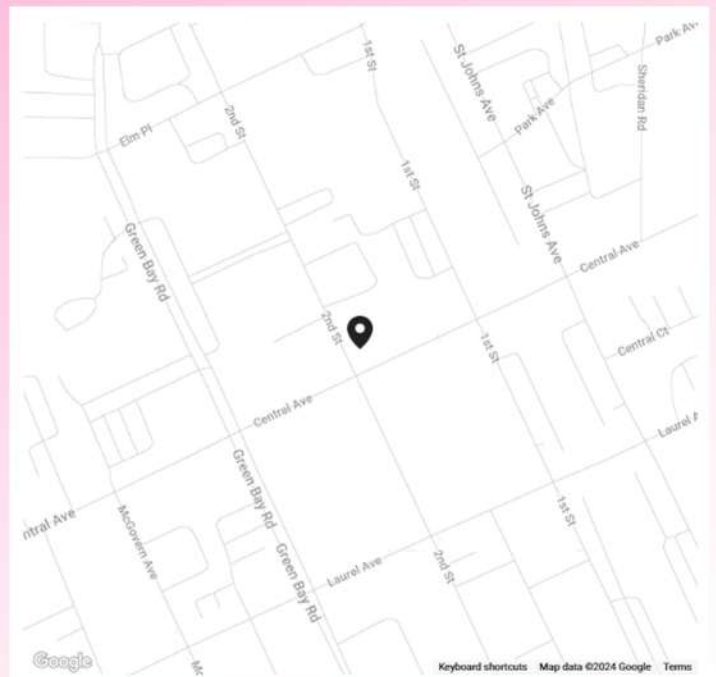 1st St
St Johns Ave
Park Av
Sheridan Rd
2nd St
Elm Pl
Park Ave
1st St
St Johns Ave
Green Bay Rd
Central Ave
2nd St
1st St
Central Ct
Central Ave
Laurel A
Green Bay Rd
ntral Ave
McGovern Ave
1st St
Green Bay Rd
Laurel Ave
2nd St
Mc
Google
Keyboard shortcuts Map data ©2024 Google Terms